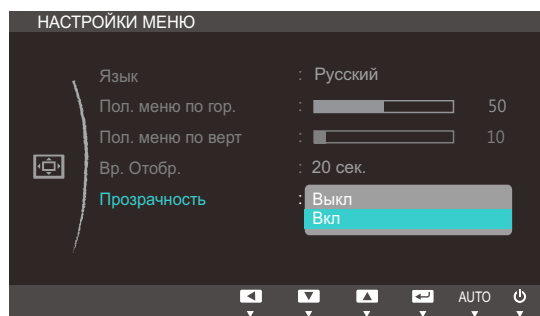 НАСТРОЙКИ МЕНЮ
Язык : Русский
Пол. меню по гор. : 50
Пол. меню по верт : 10
Вр. Отобр. : 20 сек.
Прозрачность : Выкл
Вкл
AUTO